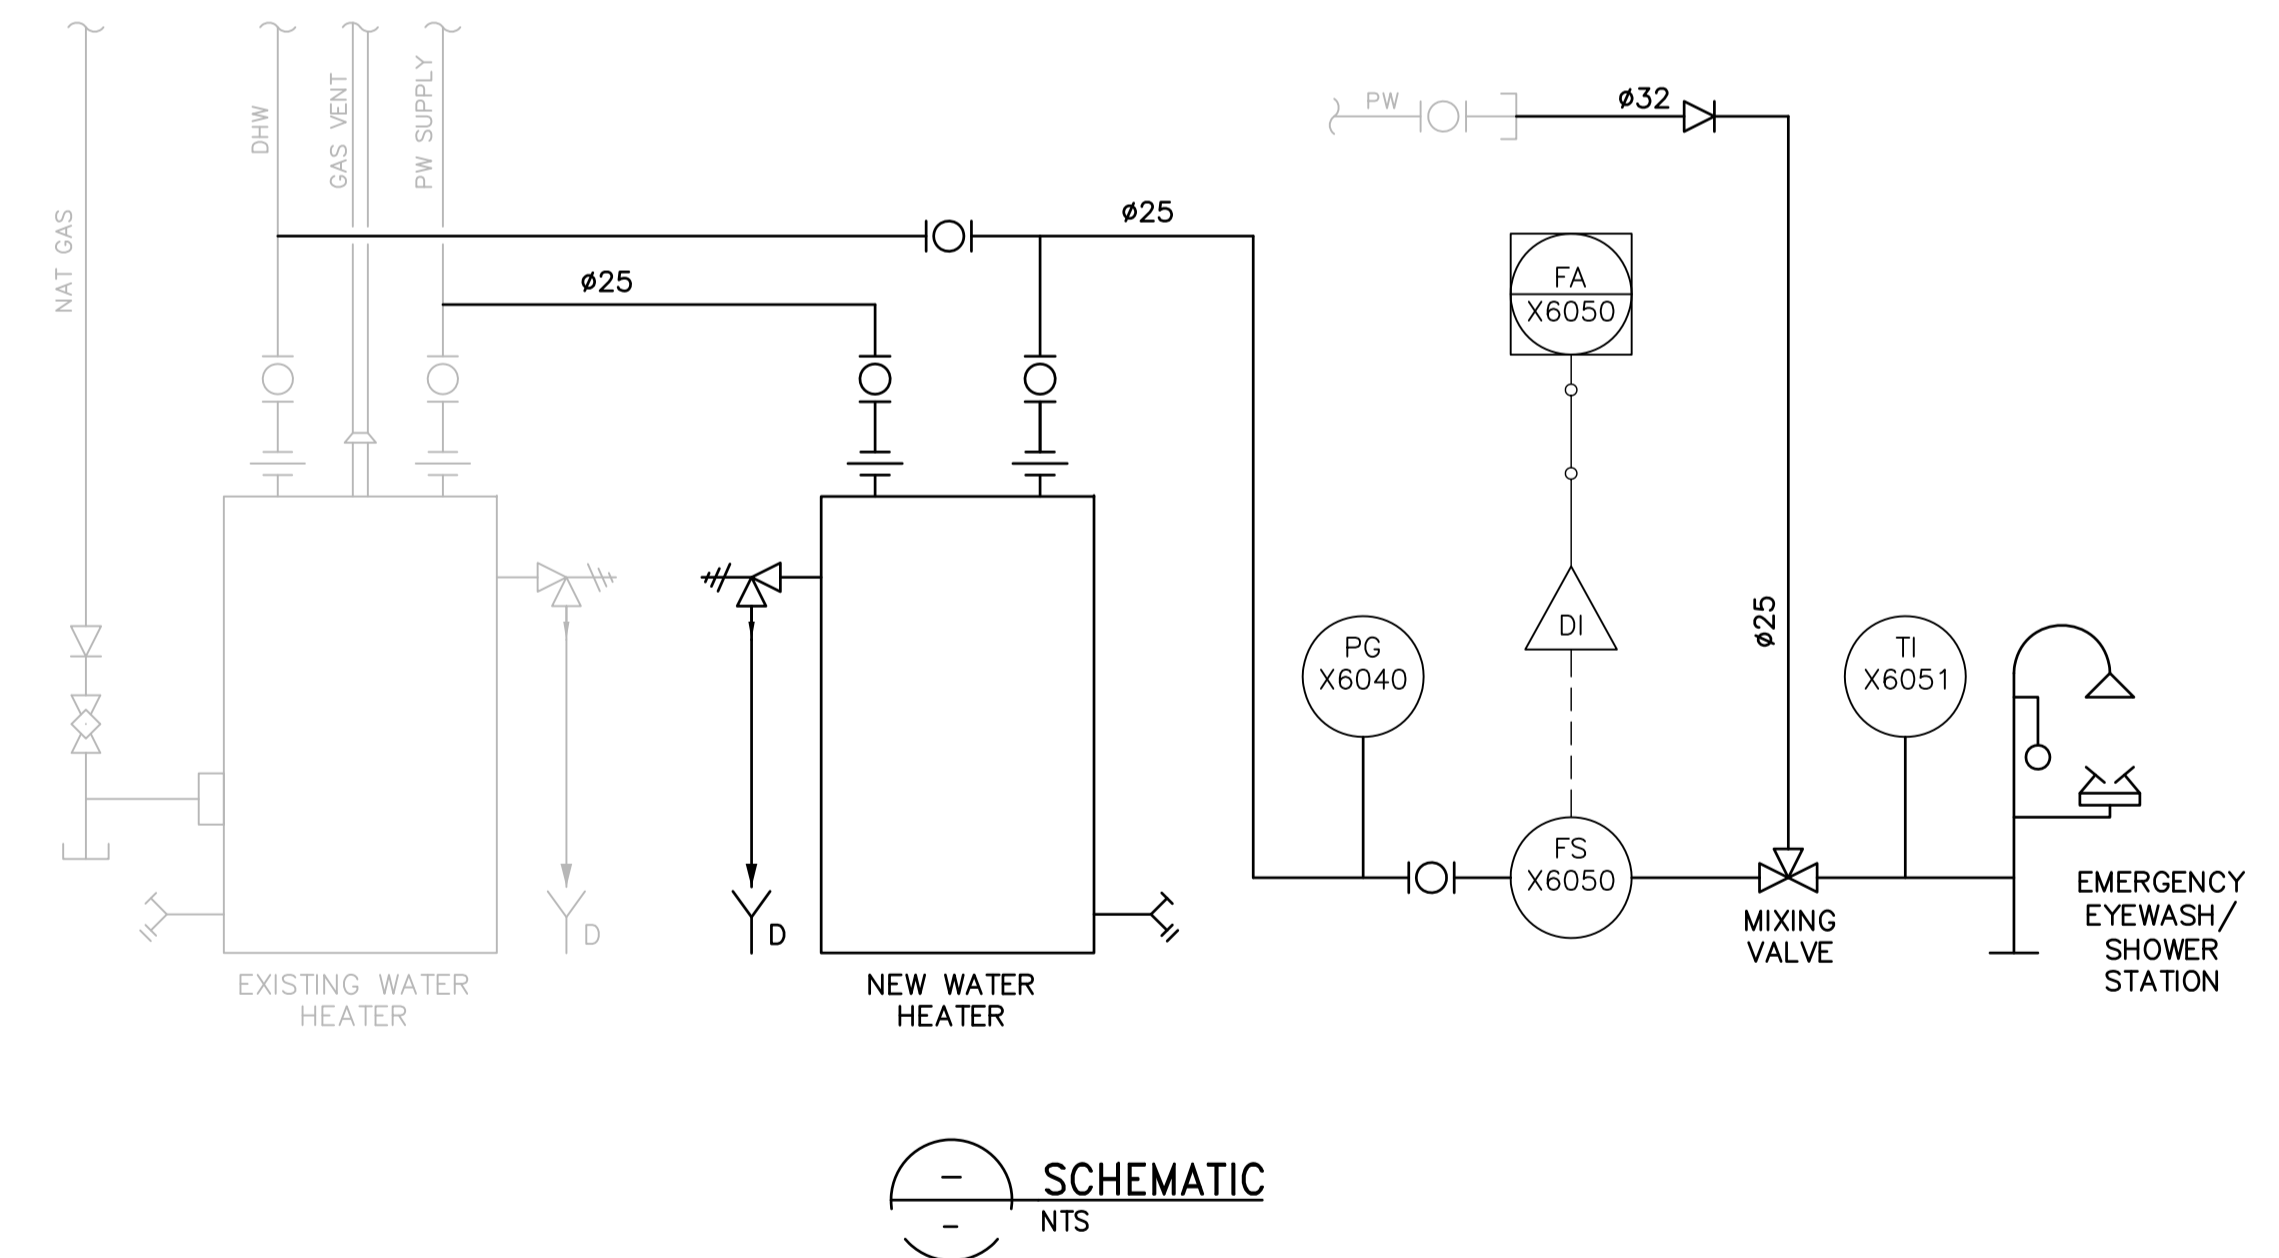 NAT GAS
DHW
GAS VENT
PW SUPPLY
PW
ø32
ø25
ø25
FA
X6050
DI
ø25
PG
X6040
TI
X6051
FS
X6050
D
D
MIXING
VALVE
EMERGENCY
EYEWASH/
SHOWER
STATION
EXISTING WATER
HEATER
NEW WATER
HEATER
-
SCHEMATIC
-
NTS